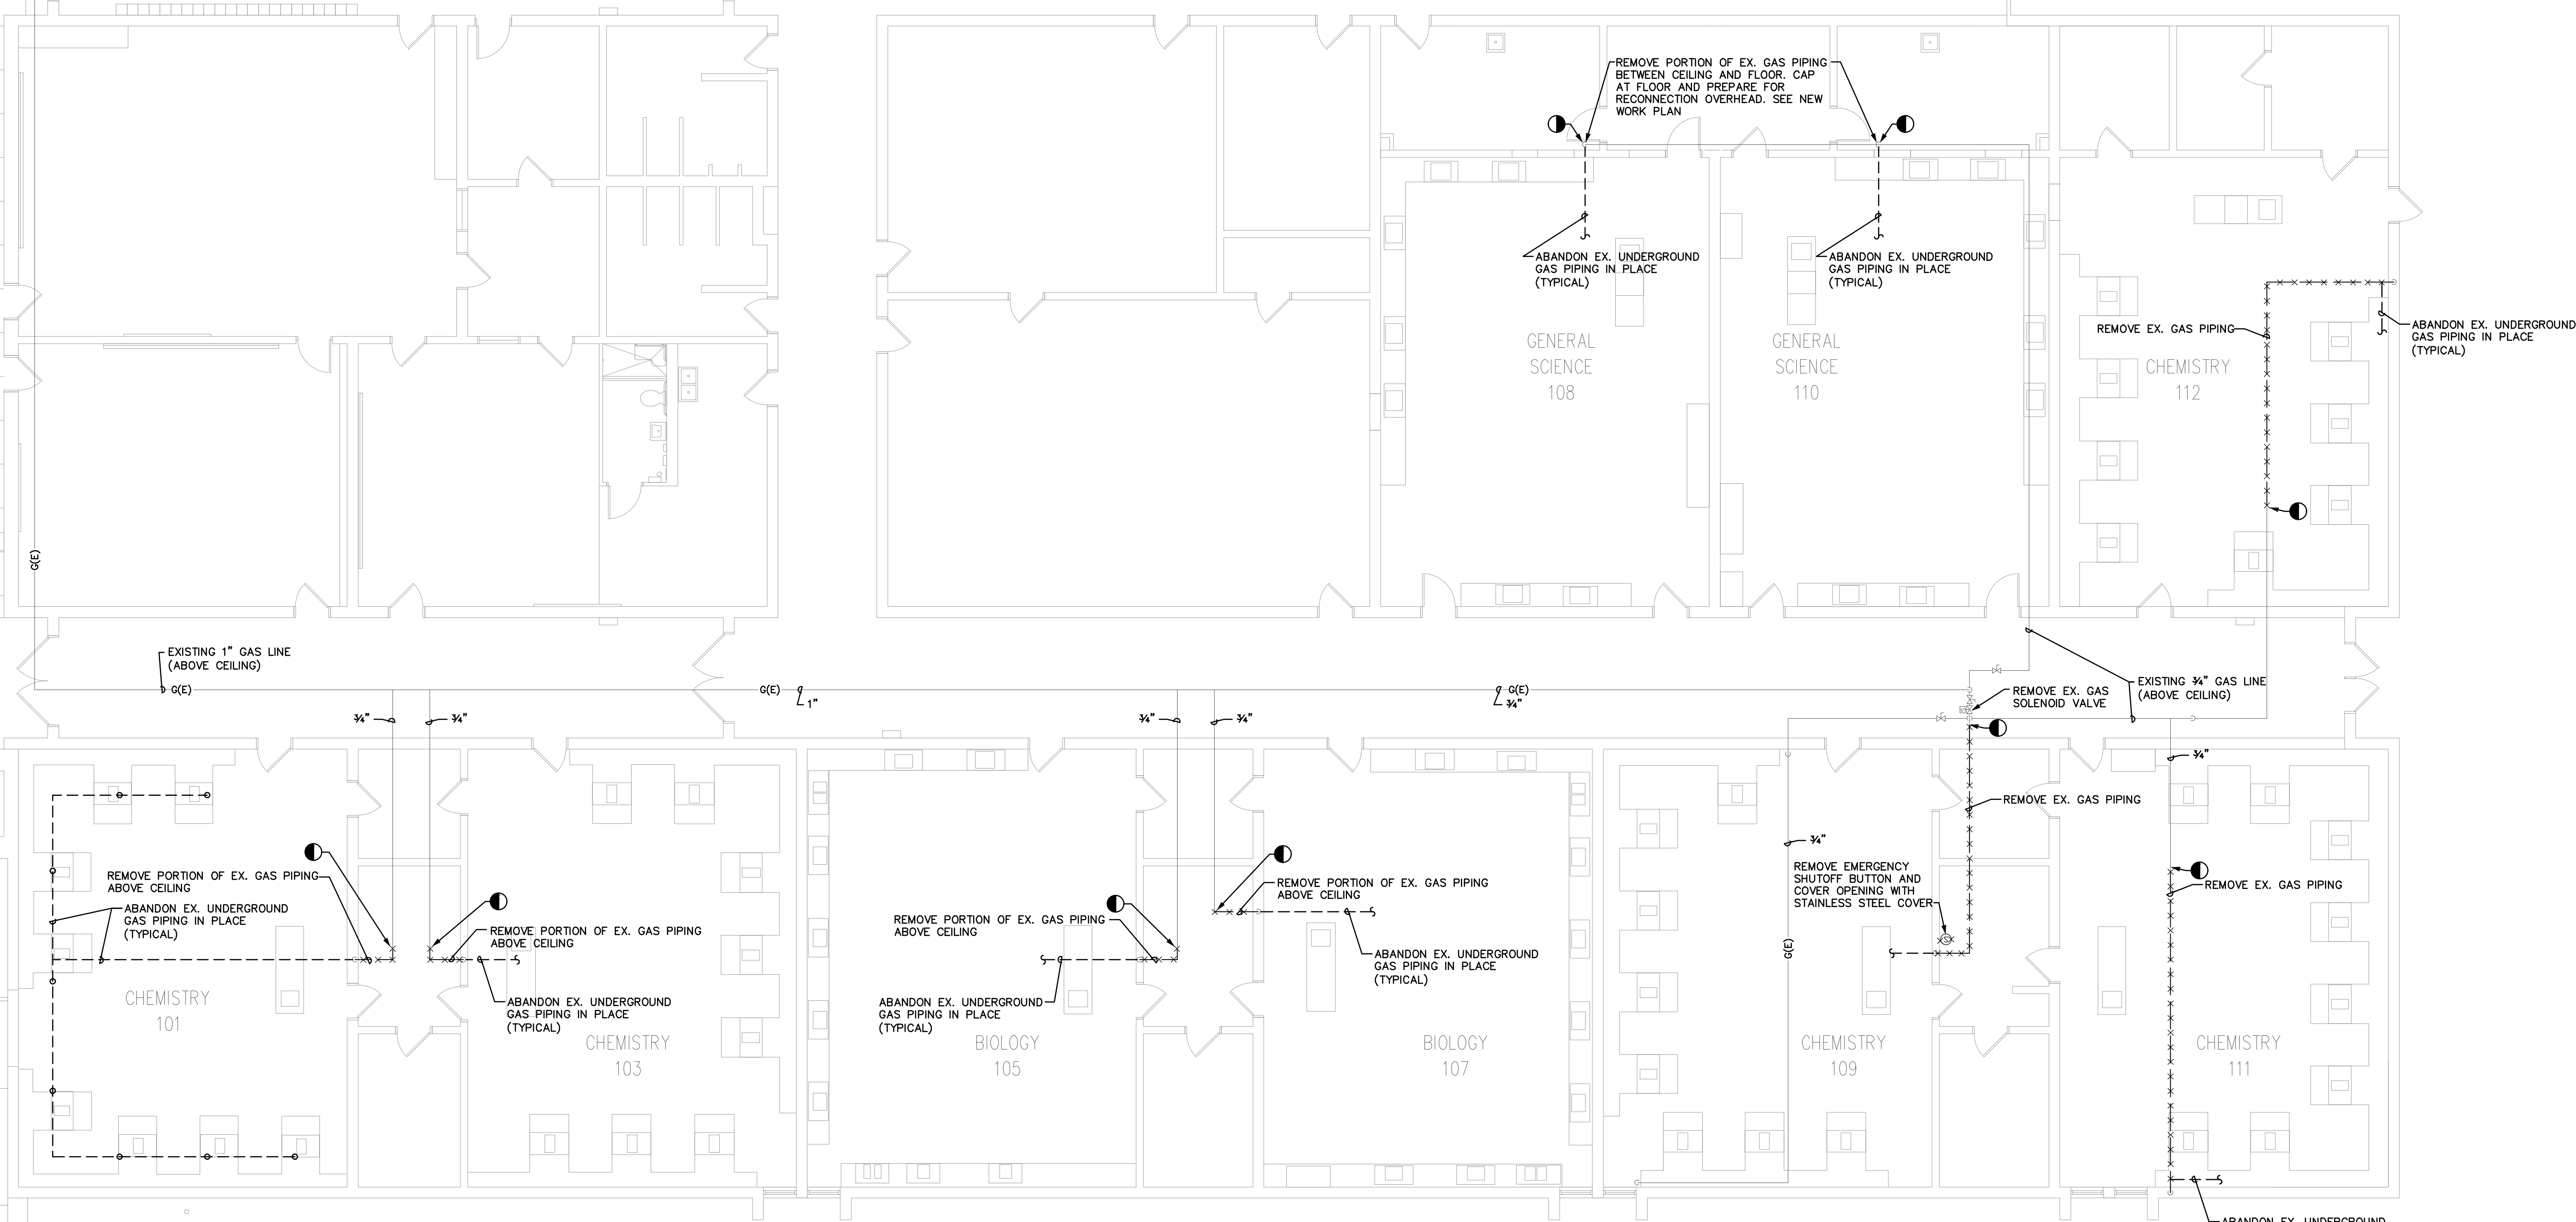 REMOVE PORTION OF EX. GAS PIPING
BETWEEN CEILING AND FLOOR. CAP
AT FLOOR AND PREPARE FOR
RECONNECTION OVERHEAD. SEE NEW
WORK PLAN
ABANDON EX. UNDERGROUND
GAS PIPING IN PLACE
(TYPICAL)
ABANDON EX. UNDERGROUND
GAS PIPING IN PLACE
(TYPICAL)
REMOVE EX. GAS PIPING
ABANDON EX. UNDERGROUND
GAS PIPING IN PLACE
(TYPICAL)
GENERAL
SCIENCE
108
GENERAL
SCIENCE
110
CHEMISTRY
112
G(E)
EXISTING 1" GAS LINE
(ABOVE CEILING)
G(E)
G(E)
1"
G(E)
¾"
REMOVE EX. GAS
SOLENOID VALVE
EXISTING ¾" GAS LINE
(ABOVE CEILING)
¾"
¾"
¾"
¾"
¾"
REMOVE EX. GAS PIPING
¾"
REMOVE PORTION OF EX. GAS PIPING
ABOVE CEILING
ABANDON EX. UNDERGROUND
GAS PIPING IN PLACE
(TYPICAL)
REMOVE PORTION OF EX. GAS PIPING
ABOVE CEILING
ABANDON EX. UNDERGROUND
GAS PIPING IN PLACE
(TYPICAL)
REMOVE PORTION OF EX. GAS PIPING
ABOVE CEILING
ABANDON EX. UNDERGROUND
GAS PIPING IN PLACE
(TYPICAL)
REMOVE PORTION OF EX. GAS PIPING
ABOVE CEILING
ABANDON EX. UNDERGROUND
GAS PIPING IN PLACE
(TYPICAL)
REMOVE EMERGENCY
SHUTOFF BUTTON AND
COVER OPENING WITH
STAINLESS STEEL COVER
REMOVE EX. GAS PIPING
G(E)
CHEMISTRY
101
CHEMISTRY
103
BIOLOGY
105
BIOLOGY
107
CHEMISTRY
109
CHEMISTRY
111
ABANDON EX. UNDERGROUND